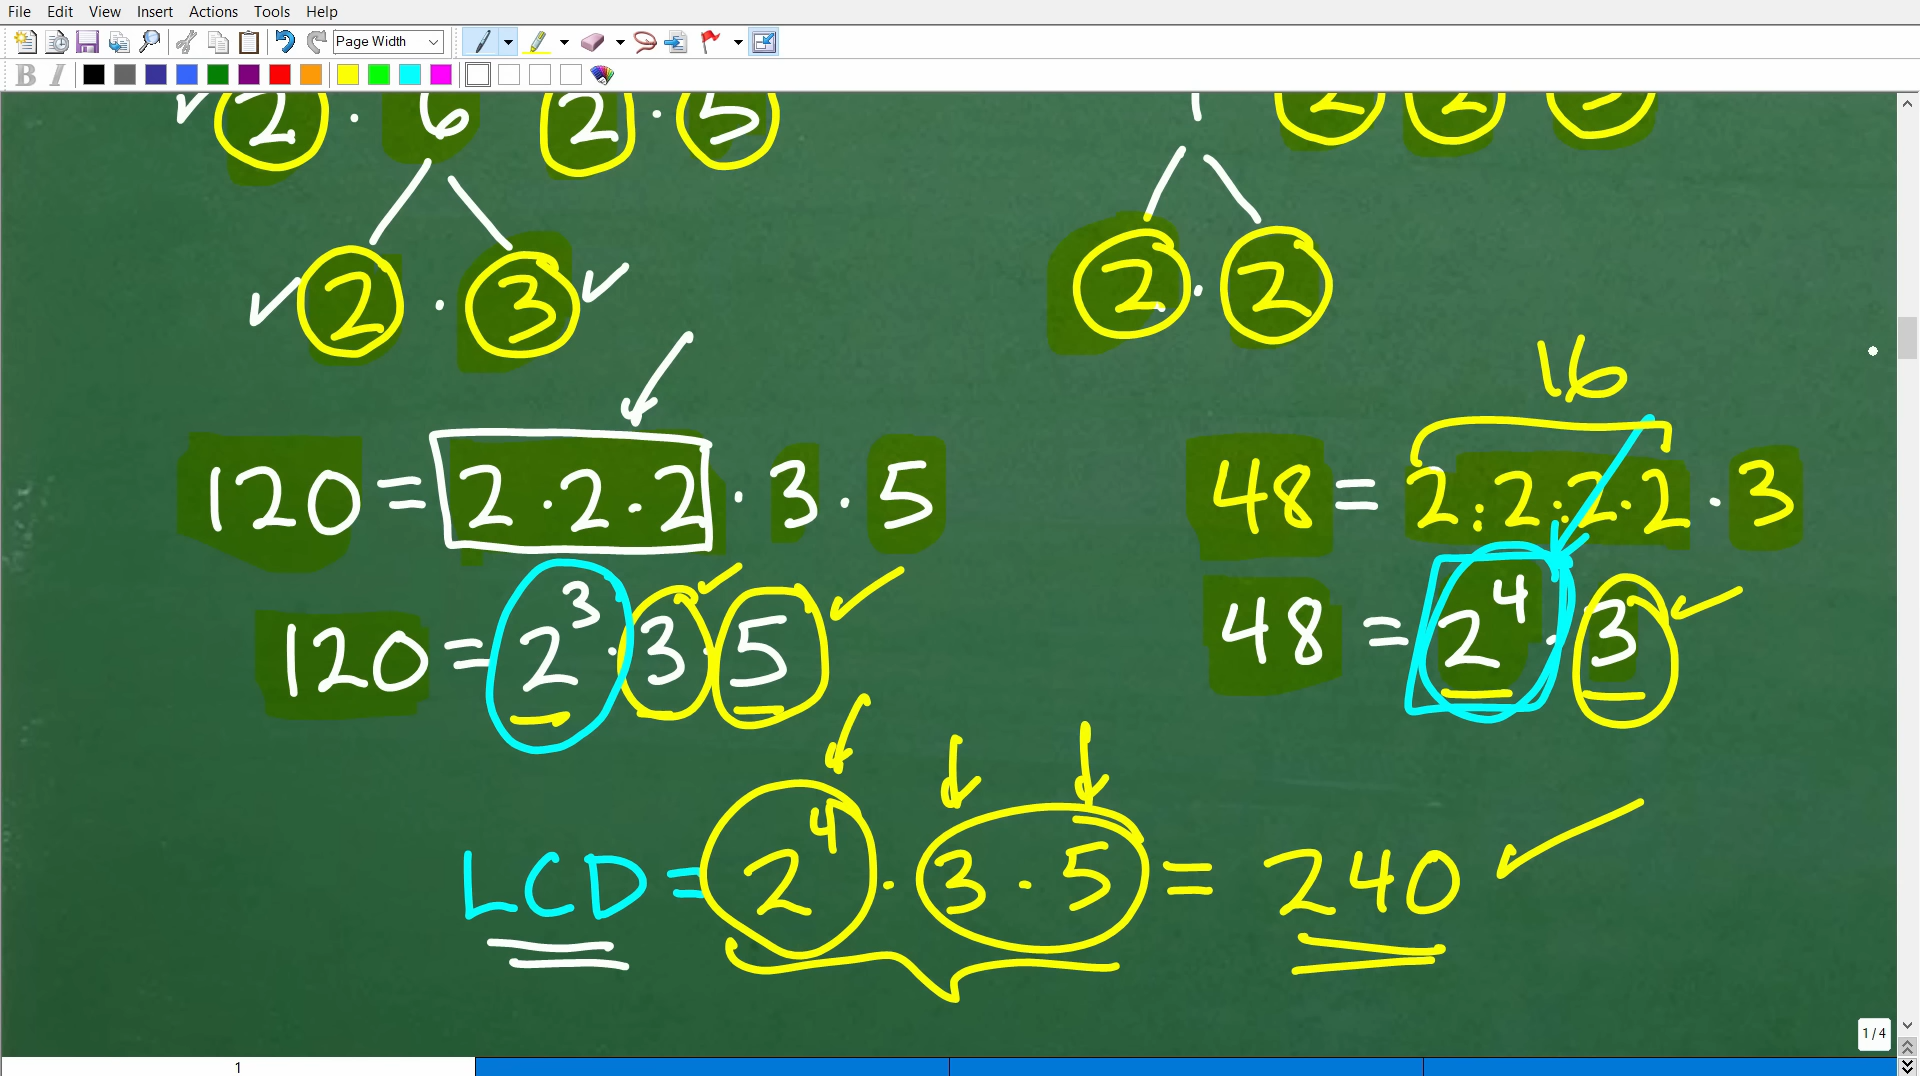 File Edit View Insert Actions Tools Help
Page Width
B I
2 · 6 2 · 5
2 · 3
2 · 2
16
120 = 2 · 2 · 2 · 3 · 5
48 = 2 · 2 · 2 · 2 · 3
120 = 2³ · 3 · 5
48 = 2⁴ · 3
LCD = 2⁴ · 3 · 5 = 240
1 / 4
1